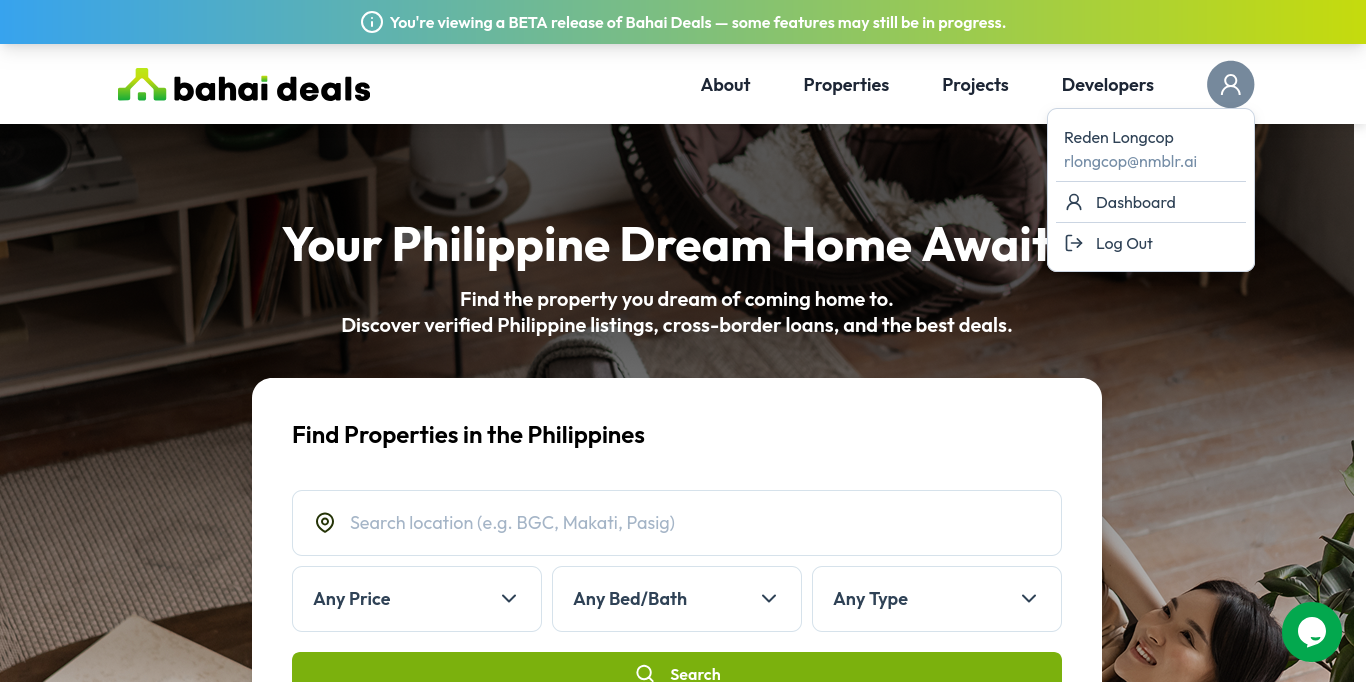 You're viewing a BETA release of Bahai Deals — some features may still be in progress.
bahai deals
About
Properties
Projects
Developers
Reden Longcop
rlongcop@nmblr.ai
Dashboard
Log Out
Your Philippine Dream Home Await
Find the property you dream of coming home to.
Discover verified Philippine listings, cross-border loans, and the best deals.
Find Properties in the Philippines
Search location (e.g. BGC, Makati, Pasig)
Any Price
Any Bed/Bath
Any Type
Search